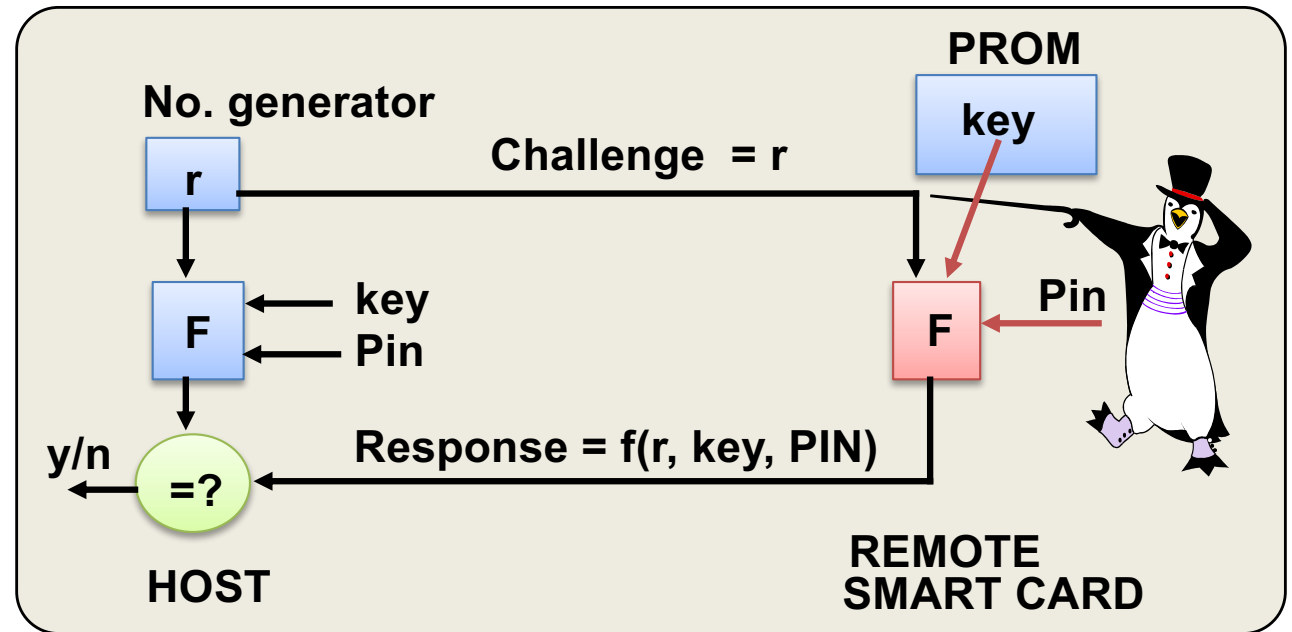 PROM
No. generator
key
Challenge = r
r
key
Pin
F
Pin
F
Response = f(r, key, PIN)
y/n
=?
REMOTE
SMART CARD
HOST